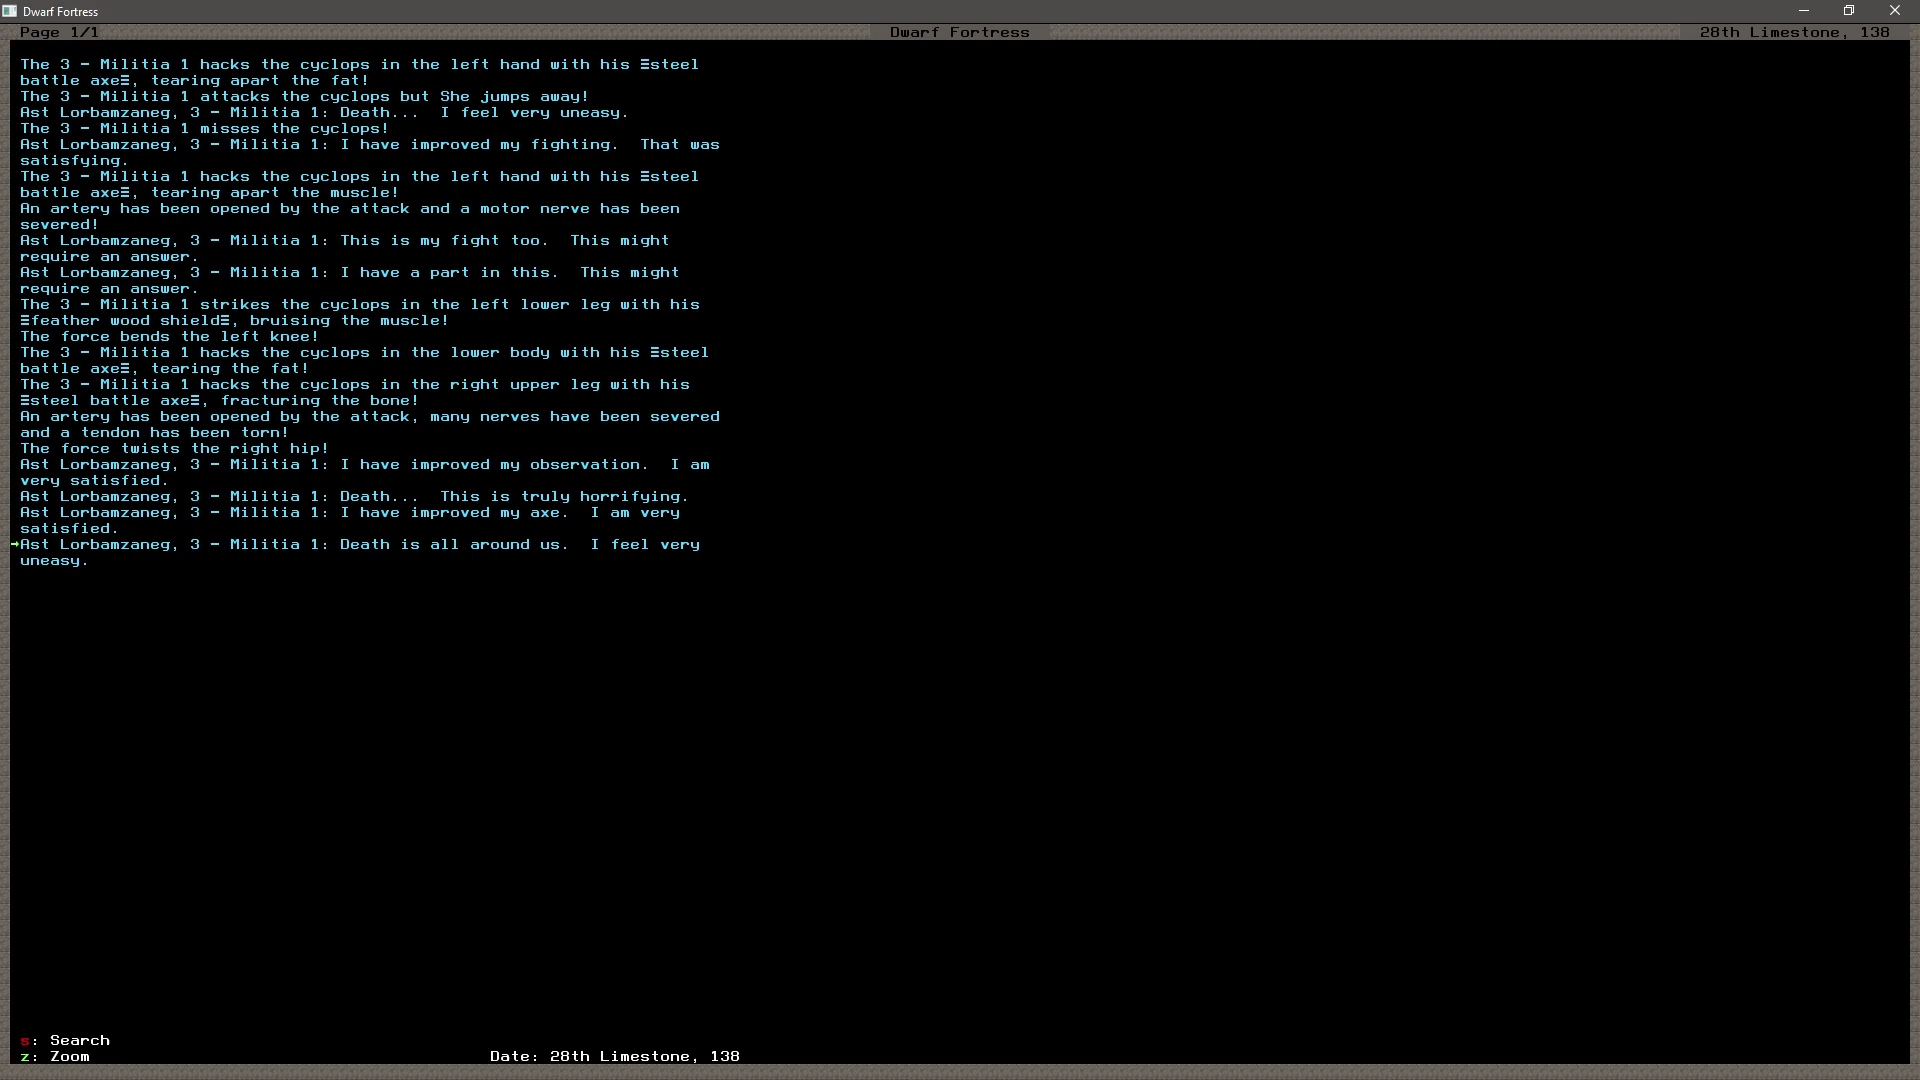 Dwarf Fortress
Page 1/1 Dwarf Fortress 28th Limestone, 138
The 3 - Militia 1 hacks the cyclops in the left hand with his ≡steel
battle axe≡, tearing apart the fat!
The 3 - Militia 1 attacks the cyclops but She jumps away!
Ast Lorbamzaneg, 3 - Militia 1: Death...  I feel very uneasy.
The 3 - Militia 1 misses the cyclops!
Ast Lorbamzaneg, 3 - Militia 1: I have improved my fighting.  That was
satisfying.
The 3 - Militia 1 hacks the cyclops in the left hand with his ≡steel
battle axe≡, tearing apart the muscle!
An artery has been opened by the attack and a motor nerve has been
severed!
Ast Lorbamzaneg, 3 - Militia 1: This is my fight too.  This might
require an answer.
Ast Lorbamzaneg, 3 - Militia 1: I have a part in this.  This might
require an answer.
The 3 - Militia 1 strikes the cyclops in the left lower leg with his
≡feather wood shield≡, bruising the muscle!
The force bends the left knee!
The 3 - Militia 1 hacks the cyclops in the lower body with his ≡steel
battle axe≡, tearing the fat!
The 3 - Militia 1 hacks the cyclops in the right upper leg with his
≡steel battle axe≡, fracturing the bone!
An artery has been opened by the attack, many nerves have been severed
and a tendon has been torn!
The force twists the right hip!
Ast Lorbamzaneg, 3 - Militia 1: I have improved my observation.  I am
very satisfied.
Ast Lorbamzaneg, 3 - Militia 1: Death...  This is truly horrifying.
Ast Lorbamzaneg, 3 - Militia 1: I have improved my axe.  I am very
satisfied.
→Ast Lorbamzaneg, 3 - Militia 1: Death is all around us.  I feel very
uneasy.
s: Search
z: Zoom Date: 28th Limestone, 138